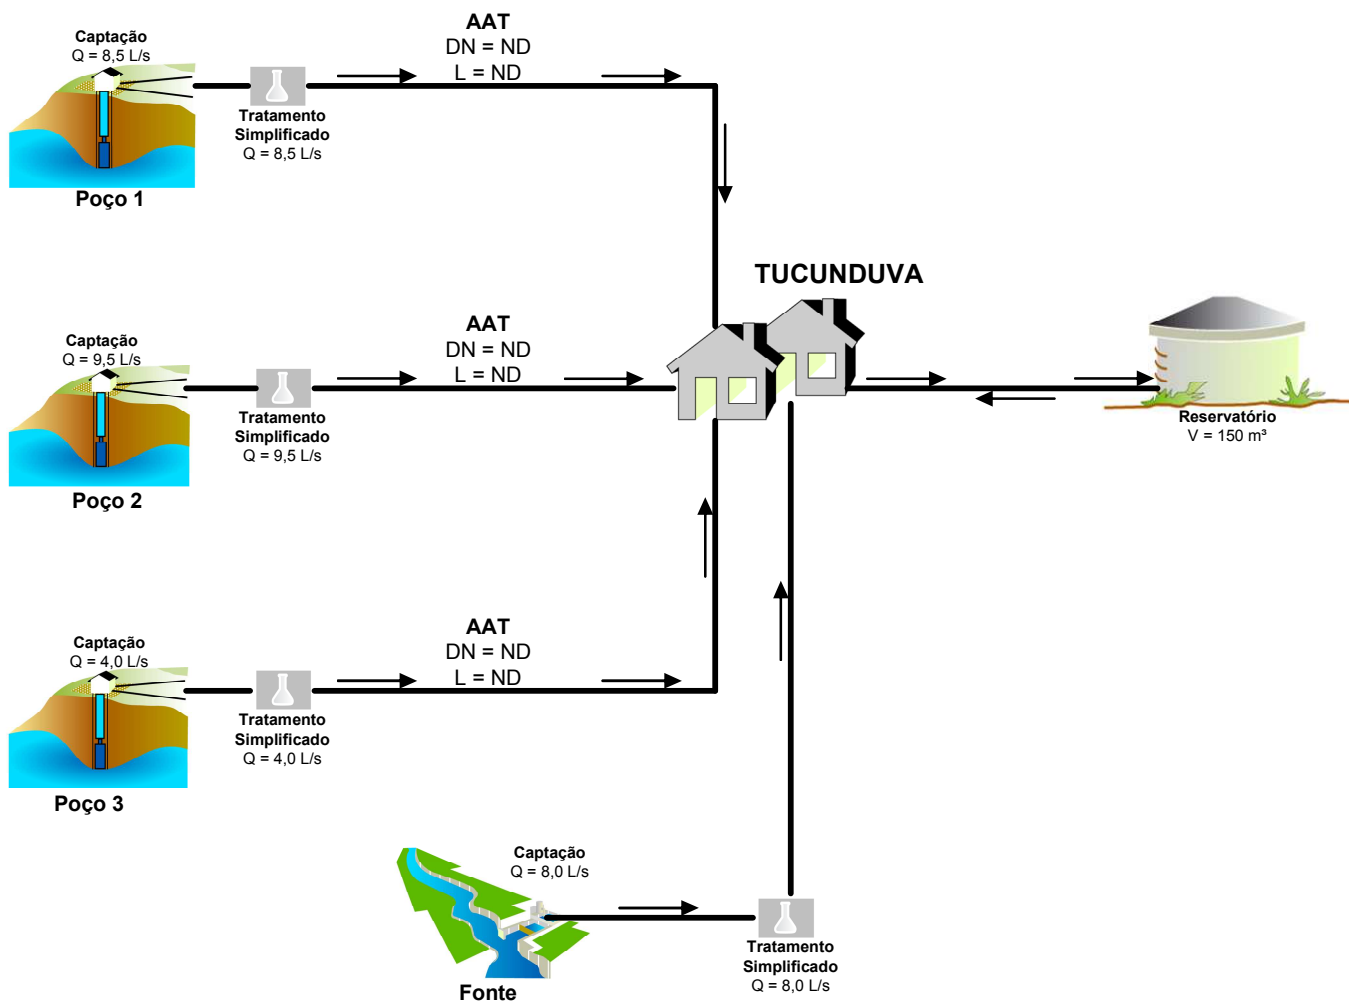 Captação
Q = 8,5 L/s
Poço 1
Tratamento
Simplificado
Q = 8,5 L/s
AAT
DN = ND
L = ND
TUCUNDUVA
Captação
Q = 9,5 L/s
Poço 2
Tratamento
Simplificado
Q = 9,5 L/s
AAT
DN = ND
L = ND
Reservatório
V = 150 m³
Captação
Q = 4,0 L/s
Poço 3
Tratamento
Simplificado
Q = 4,0 L/s
AAT
DN = ND
L = ND
Captação
Q = 8,0 L/s
Fonte
Tratamento
Simplificado
Q = 8,0 L/s